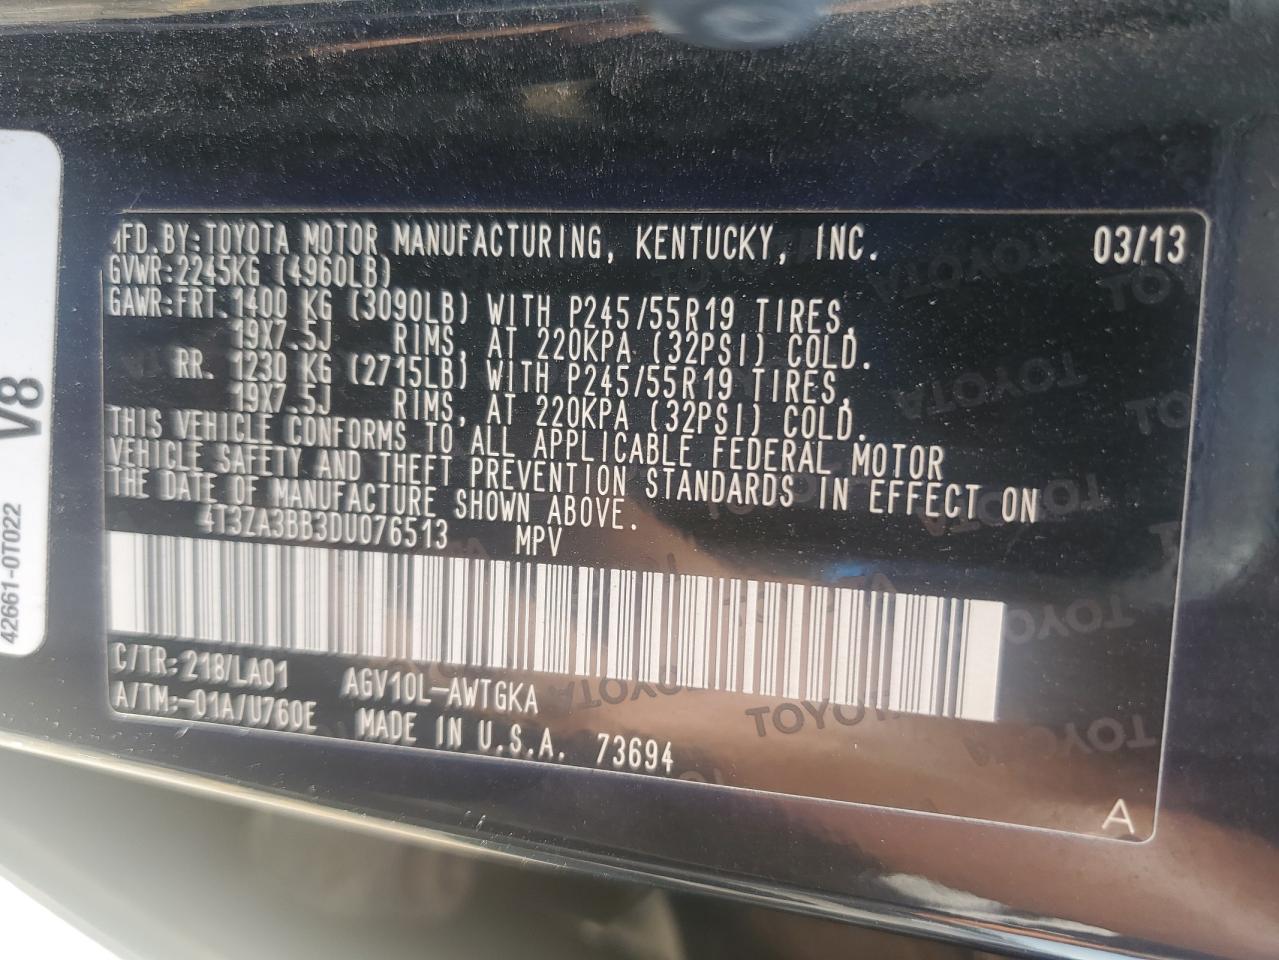 MFD.BY:TOYOTA MOTOR MANUFACTURING, KENTUCKY, INC. 03/13
GVWR:2245KG (4960LB)
GAWR:FRT.1400 KG (3090LB) WITH P245/55R19 TIRES,
19X7.5J RIMS, AT 220KPA (32PSI) COLD.
RR. 1230 KG (2715LB) WITH P245/55R19 TIRES,
19X7.5J RIMS, AT 220KPA (32PSI) COLD.
THIS VEHICLE CONFORMS TO ALL APPLICABLE FEDERAL MOTOR
VEHICLE SAFETY AND THEFT PREVENTION STANDARDS IN EFFECT ON
THE DATE OF MANUFACTURE SHOWN ABOVE.
4T3ZA3BB3DU076513 MPV
C/TR:218/LA01 AGV10L-AWTGKA
A/TM:-01A/U760E MADE IN U.S.A. 73694
A
V8
42661-0T022
TOYOTA
TOYOTA
TOYOTA
TOYOTA